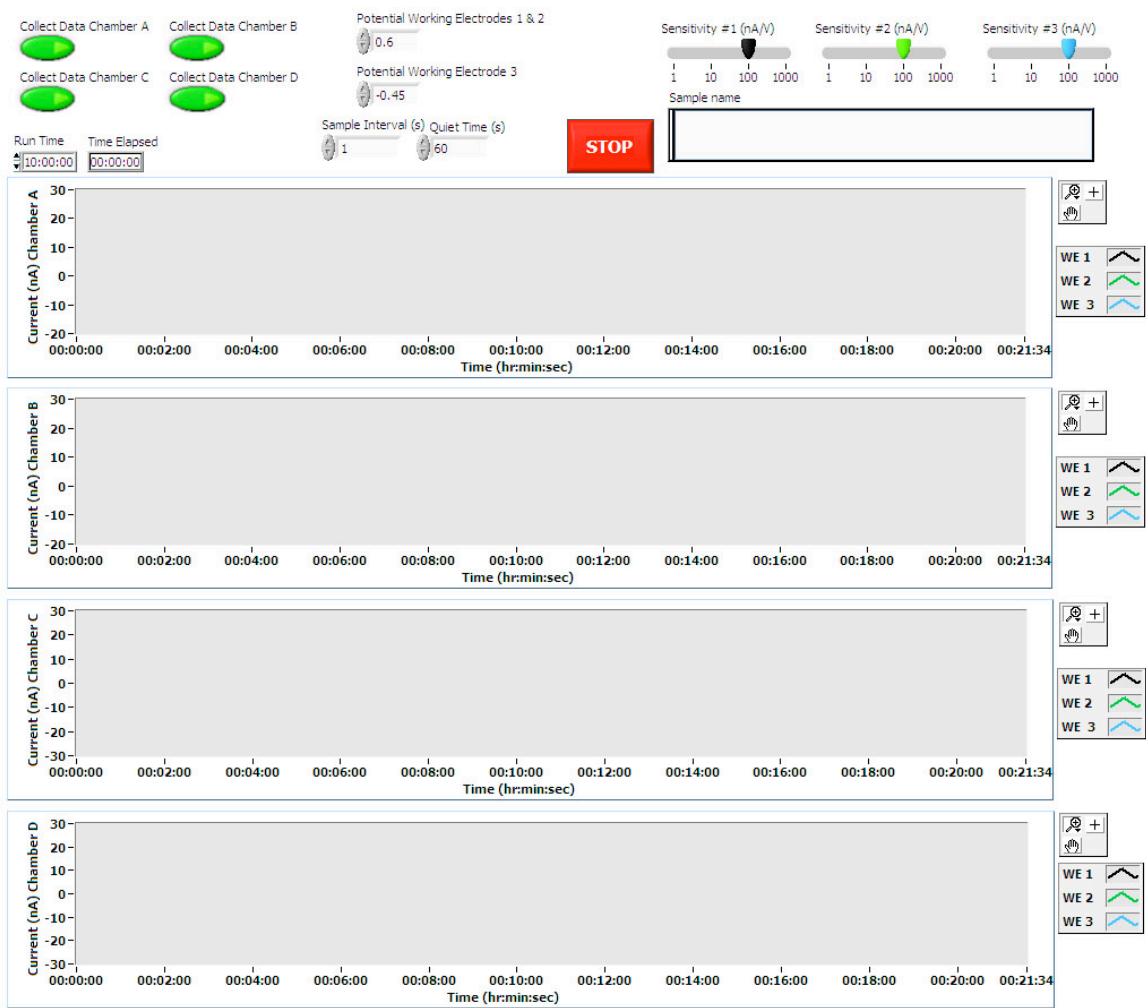 Collect Data Chamber A
Collect Data Chamber B
Collect Data Chamber C
Collect Data Chamber D
Run Time
10:00:00
Time Elapsed
00:00:00
Potential Working Electrodes 1 & 2
0.6
Potential Working Electrode 3
-0.45
Sample Interval (s)
1
Quiet Time (s)
60
STOP
Sensitivity #1 (nA/V)
1 10 100 1000
Sensitivity #2 (nA/V)
1 10 100 1000
Sensitivity #3 (nA/V)
1 10 100 1000
Sample name
Current (nA) Chamber A
30
20
10
0
-10
-20
00:00:00 00:02:00 00:04:00 00:06:00 00:08:00 00:10:00 00:12:00 00:14:00 00:16:00 00:18:00 00:20:00 00:21:34
Time (hr:min:sec)
WE 1
WE 2
WE 3
Current (nA) Chamber B
30
20
10
0
-10
-20
00:00:00 00:02:00 00:04:00 00:06:00 00:08:00 00:10:00 00:12:00 00:14:00 00:16:00 00:18:00 00:20:00 00:21:34
Time (hr:min:sec)
WE 1
WE 2
WE 3
Current (nA) Chamber C
30
20
10
0
-10
-20
-30
00:00:00 00:02:00 00:04:00 00:06:00 00:08:00 00:10:00 00:12:00 00:14:00 00:16:00 00:18:00 00:20:00 00:21:34
Time (hr:min:sec)
WE 1
WE 2
WE 3
Current (nA) Chamber D
30
20
10
0
-10
-20
-30
00:00:00 00:02:00 00:04:00 00:06:00 00:08:00 00:10:00 00:12:00 00:14:00 00:16:00 00:18:00 00:20:00 00:21:34
Time (hr:min:sec)
WE 1
WE 2
WE 3